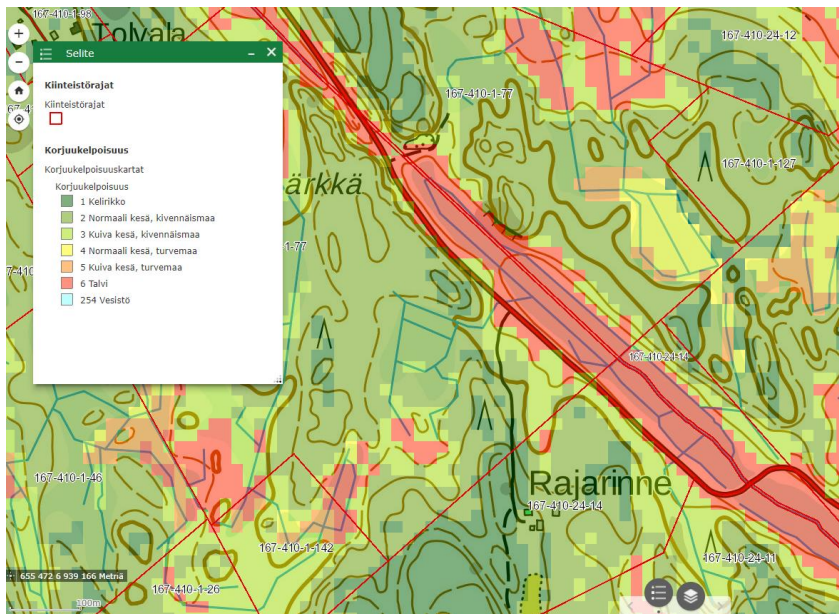 167-410-1-98
Tolvala
Selite
Kiinteistörajat
Kiinteistörajat
Korjuukelpoisuus
Korjuukelpoisuuskartat
Korjuukelpoisuus
1 Kelirikko
2 Normaali kesä, kivennäismaa
3 Kuiva kesä, kivennäismaa
4 Normaali kesä, turvemaa
5 Kuiva kesä, turvemaa
6 Talvi
254 Vesistö
167-410-24-12
167-410-1-77
167-410-1-127
ärkkä
1-77
167-410-24-14
167-410-1-46
Rajarinne
167-410-24-14
167-410-1-142
167-410-24-11
655 472 6 939 166 Metriä
167-410-1-26
100m